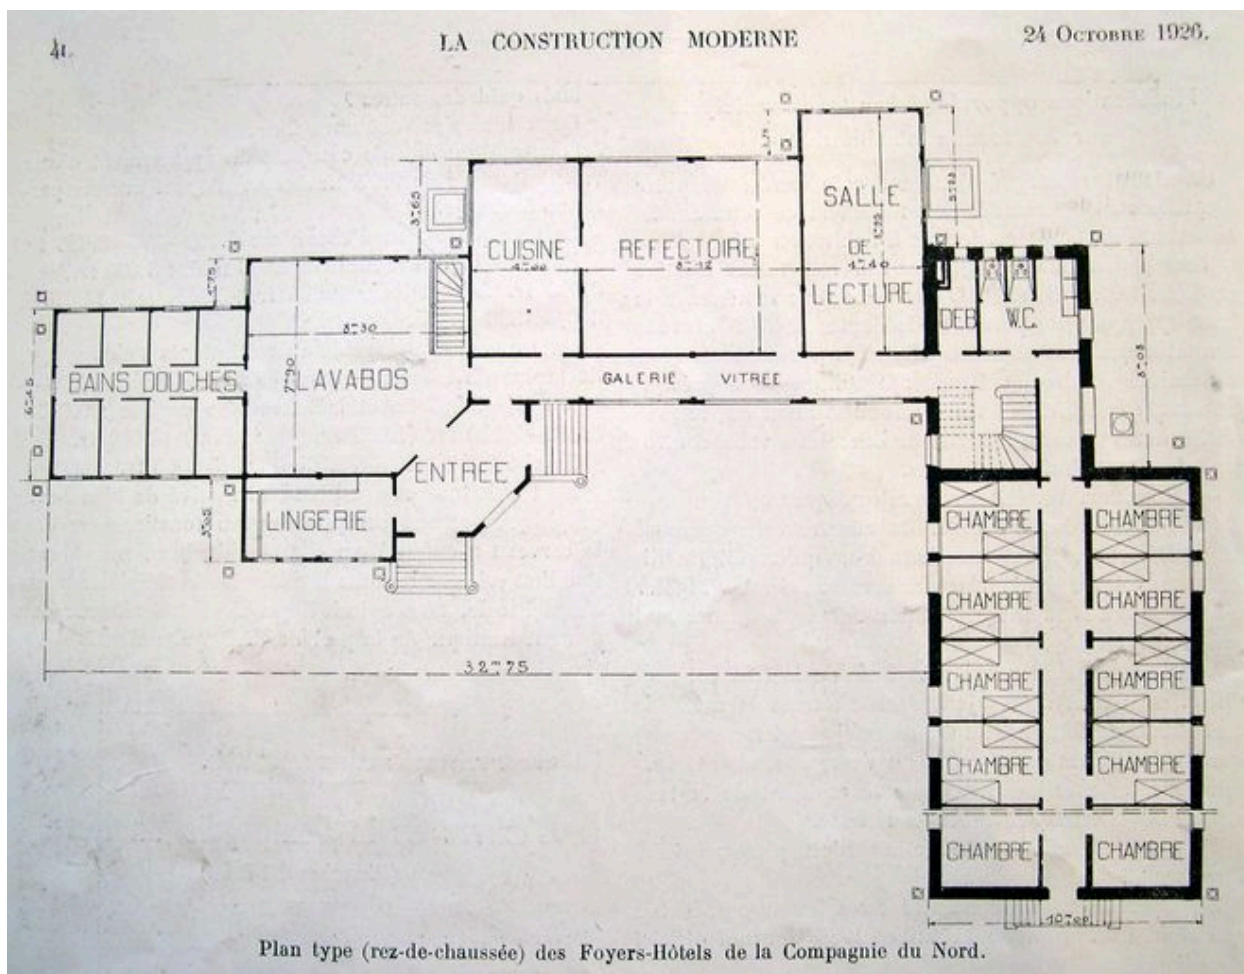 LA CONSTRUCTION MODERNE
24 OCTOBRE 1926.
SALLE
DE
LECTURE
CUISINE
REFECTOIRE
DEB
W.C.
BAINS DOUCHES
LAVABOS
GALERIE VITREE
ENTREE
LINGERIE
CHAMBRE
CHAMBRE
CHAMBRE
CHAMBRE
CHAMBRE
CHAMBRE
CHAMBRE
CHAMBRE
CHAMBRE
CHAMBRE
32m75
10m00
Plan type (rez-de-chaussée) des Foyers-Hôtels de la Compagnie du Nord.